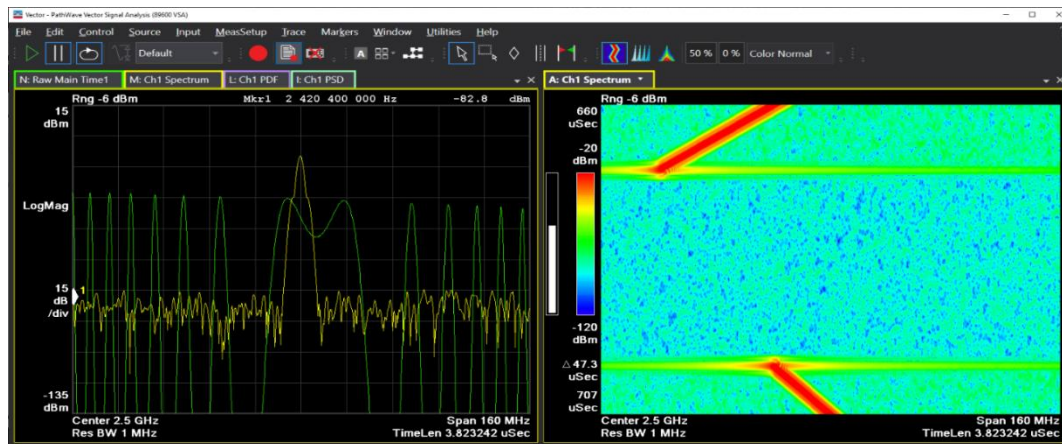 Vector - PathWave Vector Signal Analysis (89600 VSA)
File Edit Control Source Input MeasSetup Trace Markers Window Utilities Help
Default
A
50 % 0 % Color Normal
N: Raw Main Time1 M: Ch1 Spectrum L: Ch1 PDF I: Ch1 PSD
Rng -6 dBm Mkr1 2 420 400 000 Hz -82.8 dBm
15
dBm
LogMag
1
15
dB
/div
-135
dBm
Center 2.5 GHz Span 160 MHz
Res BW 1 MHz TimeLen 3.823242 uSec
A: Ch1 Spectrum
Rng -6 dBm
660
uSec
-20
dBm
-120
dBm
△47.3
uSec
707
uSec
Center 2.5 GHz Span 160 MHz
Res BW 1 MHz TimeLen 3.823242 uSec